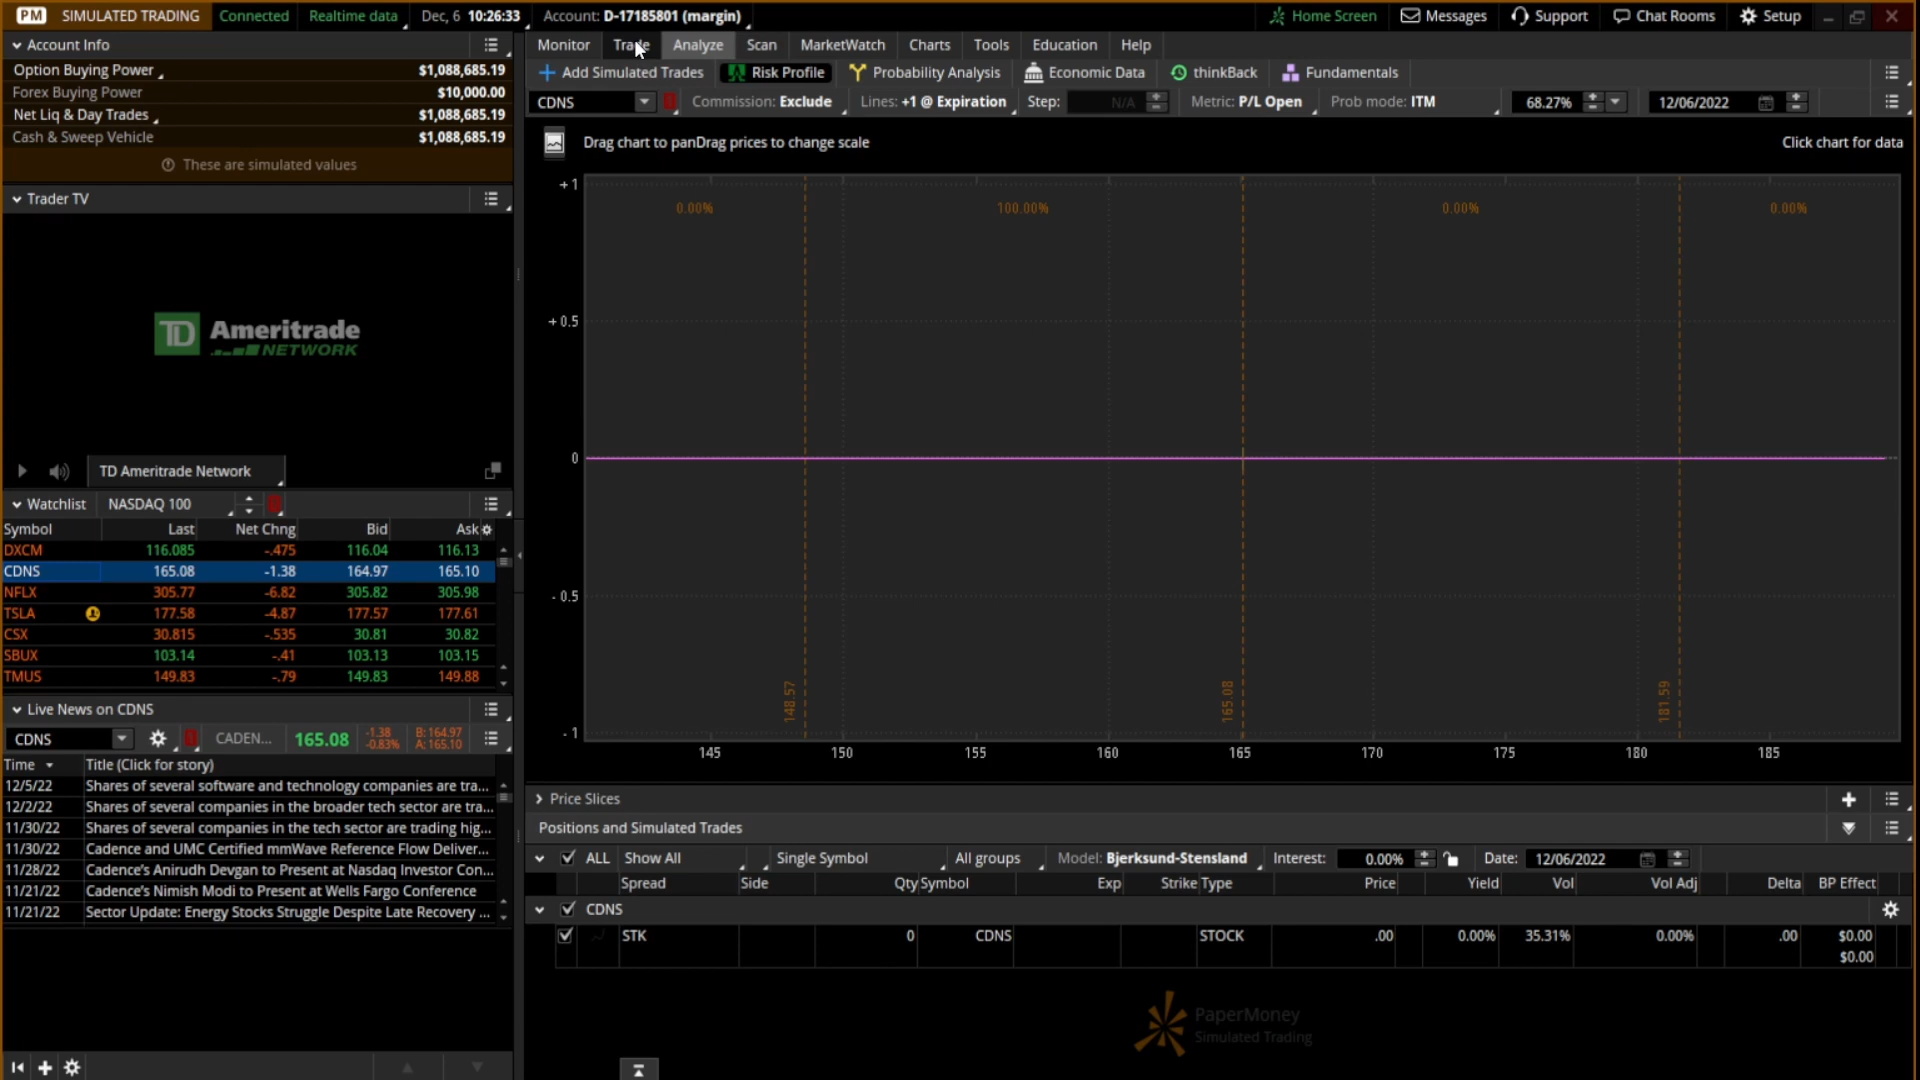 PM SIMULATED TRADING Connected Realtime data Dec, 6 10:26:33 Account: D-17185801 (margin) Home Screen Messages Support Chat Rooms Setup
Account Info
Option Buying Power $1,088,685.19
Forex Buying Power $10,000.00
Net Liq & Day Trades $1,088,685.19
Cash & Sweep Vehicle $1,088,685.19
These are simulated values
Trader TV
TD Ameritrade
NETWORK
TD Ameritrade Network
Watchlist NASDAQ 100
Symbol Last Net Chng Bid Ask
DXCM 116.085 -.475 116.04 116.13
CDNS 165.08 -1.38 164.97 165.10
NFLX 305.77 -6.82 305.82 305.98
TSLA 177.58 -4.87 177.57 177.61
CSX 30.815 -.535 30.81 30.82
SBUX 103.14 -.41 103.13 103.15
TMUS 149.83 -.79 149.83 149.88
Live News on CDNS
CDNS CADEN... 165.08 -1.38 -0.83% B: 164.97 A: 165.10
Time Title (Click for story)
12/5/22 Shares of several software and technology companies are tra...
12/2/22 Shares of several companies in the broader tech sector are tra...
11/30/22 Shares of several companies in the tech sector are trading hig...
11/30/22 Cadence and UMC Certified mmWave Reference Flow Deliver...
11/28/22 Cadence's Anirudh Devgan to Present at Nasdaq Investor Con...
11/21/22 Cadence's Nimish Modi to Present at Wells Fargo Conference
11/21/22 Sector Update: Energy Stocks Struggle Despite Late Recovery ...
Monitor Trade Analyze Scan MarketWatch Charts Tools Education Help
Add Simulated Trades Risk Profile Probability Analysis Economic Data thinkBack Fundamentals
CDNS Commission: Exclude Lines: +1 @ Expiration Step: N/A Metric: P/L Open Prob mode: ITM 68.27% 12/06/2022
Drag chart to panDrag prices to change scale Click chart for data
+1
0.00% 100.00% 0.00% 0.00%
+0.5
0
-0.5
148.57 165.08 181.59
-1
145 150 155 160 165 170 175 180 185
Price Slices
Positions and Simulated Trades
ALL Show All Single Symbol All groups Model: Bjerksund-Stensland Interest: 0.00% Date: 12/06/2022
Spread Side Qty Symbol Exp Strike Type Price Yield Vol Vol Adj Delta BP Effect
CDNS
STK 0 CDNS STOCK .00 0.00% 35.31% 0.00% .00 $0.00
$0.00
PaperMoney
Simulated Trading